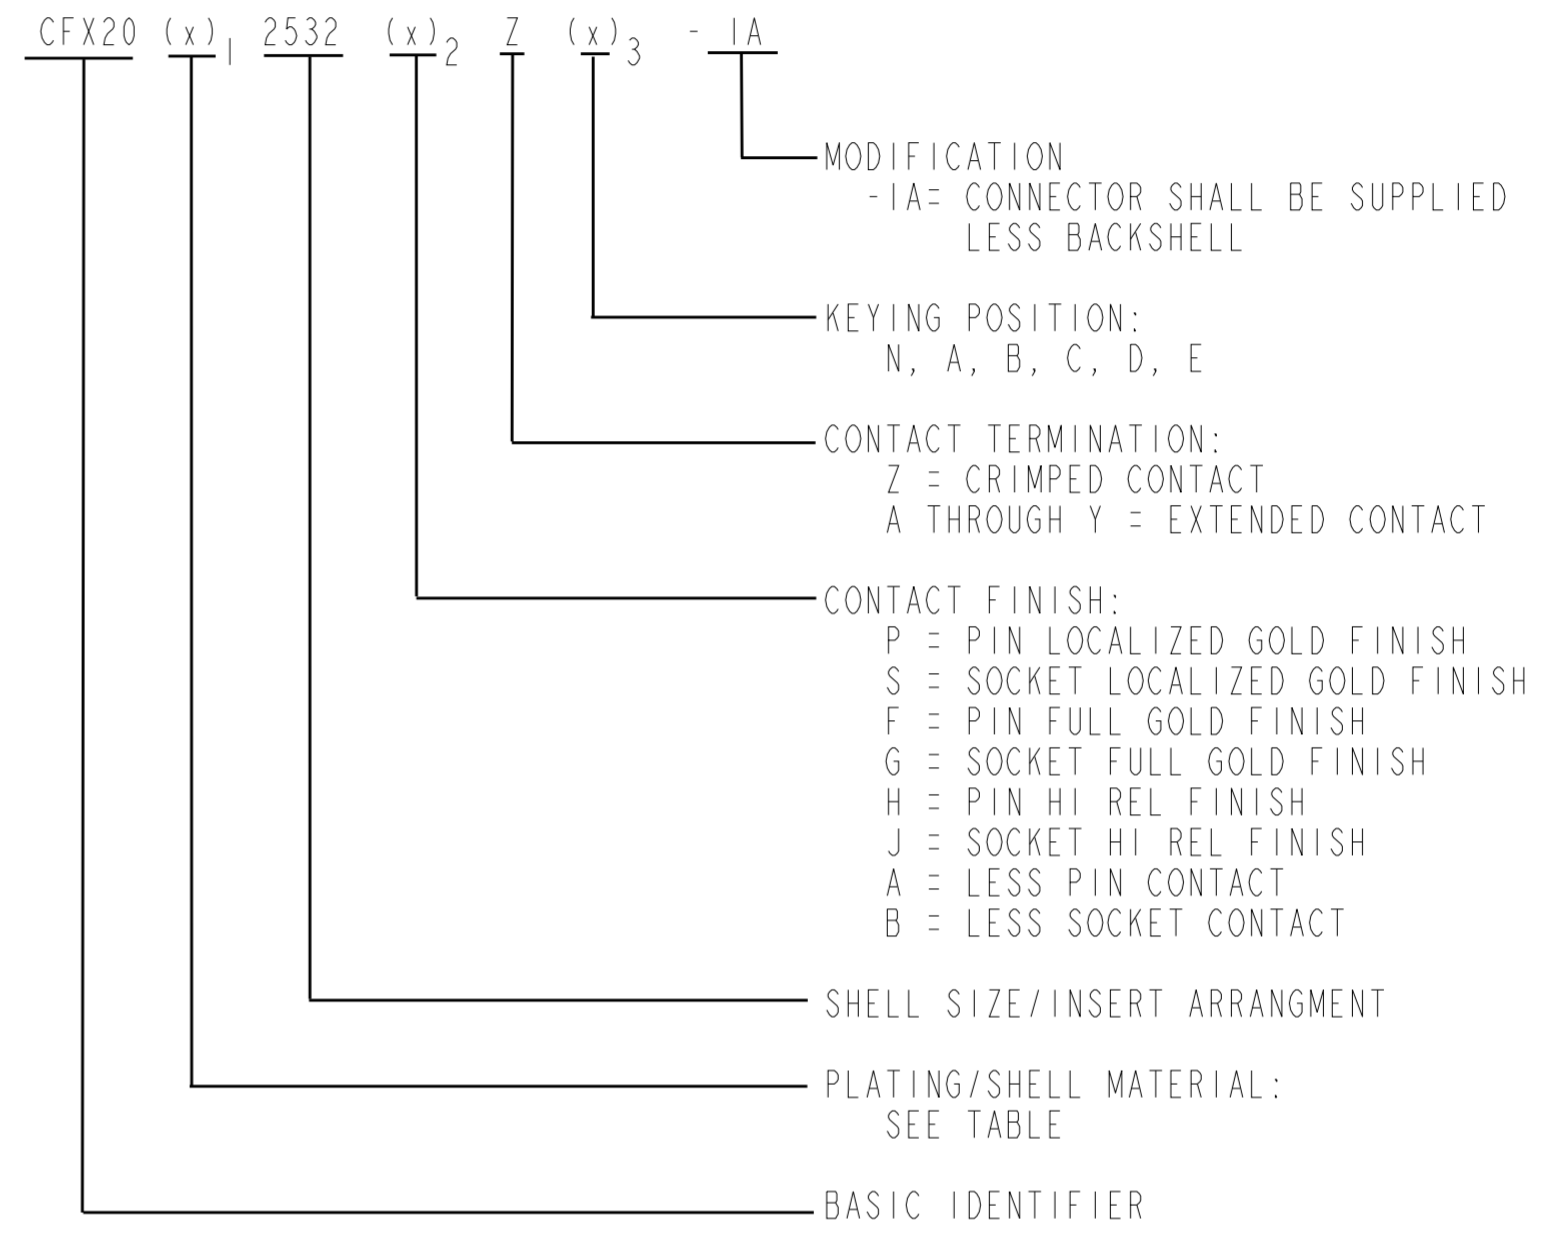 CFX20 (x)1 2532 (x)2 Z (x)3 - 1A
MODIFICATION
-1A= CONNECTOR SHALL BE SUPPLIED
LESS BACKSHELL
KEYING POSITION:
N, A, B, C, D, E
CONTACT TERMINATION:
Z = CRIMPED CONTACT
A THROUGH Y = EXTENDED CONTACT
CONTACT FINISH:
P = PIN LOCALIZED GOLD FINISH
S = SOCKET LOCALIZED GOLD FINISH
F = PIN FULL GOLD FINISH
G = SOCKET FULL GOLD FINISH
H = PIN HI REL FINISH
J = SOCKET HI REL FINISH
A = LESS PIN CONTACT
B = LESS SOCKET CONTACT
SHELL SIZE/INSERT ARRANGMENT
PLATING/SHELL MATERIAL:
SEE TABLE
BASIC IDENTIFIER